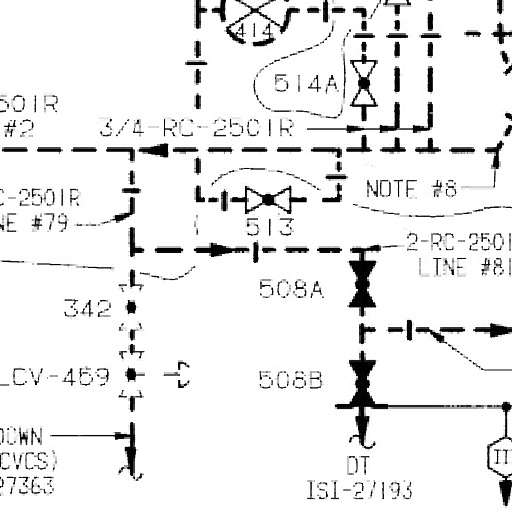 414
514A
501R
#2
3/4-RC-2501R
C-2501R
NE #79
NOTE #8
513
2-RC-2501
LINE #81
508A
342
LCV-459
508B
DOWN
CVCS)
27363
DT
ISI-27193